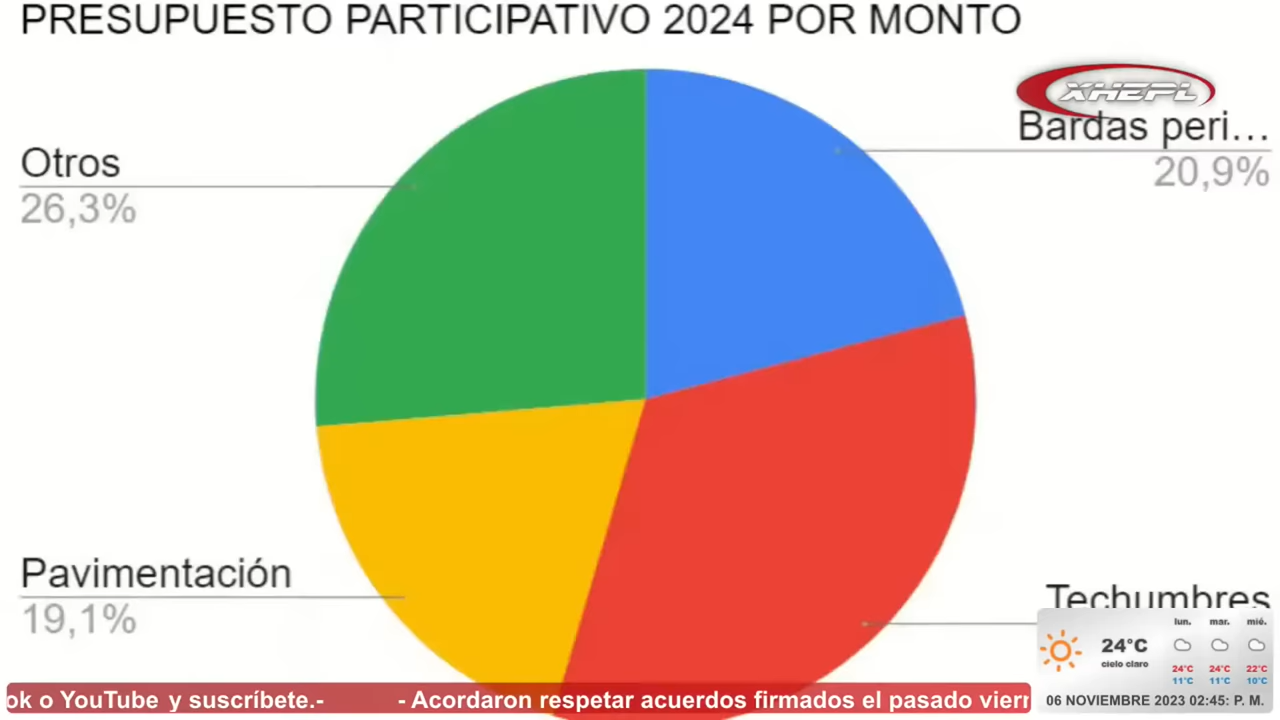 PRESUPUESTO PARTICIPATIVO 2024 POR MONTO
XHEPL
Bardas peri...
20,9%
Otros
26,3%
Pavimentación
19,1%
Techumbres
lun. mar. mié.
24°C
cielo claro
24°C 24°C 22°C
11°C 11°C 10°C
06 NOVIEMBRE 2023 02:45: P. M.
ok o YouTube y suscríbete.- - Acordaron respetar acuerdos firmados el pasado vierr